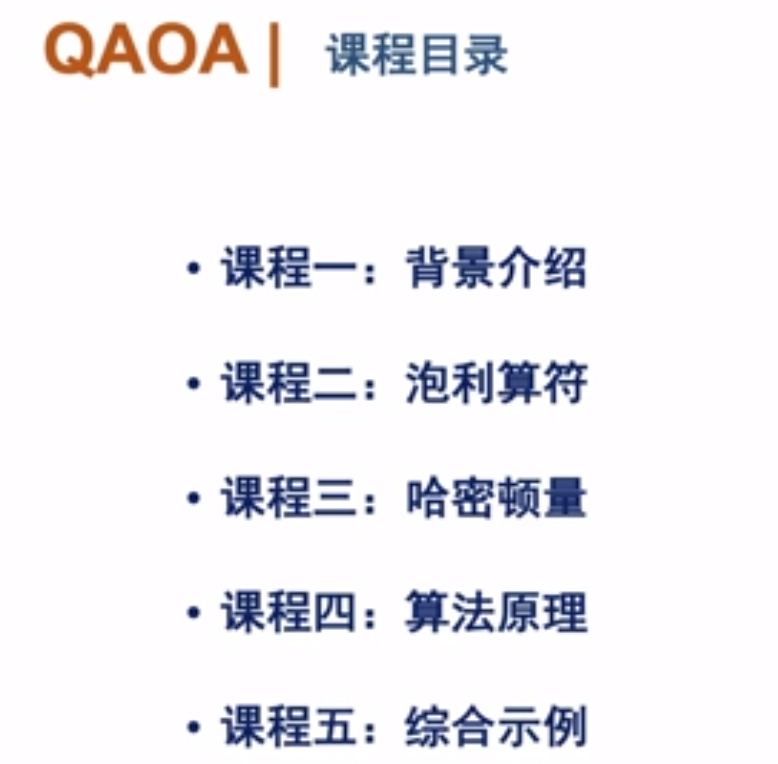 QAOA | 课程目录
• 课程一：背景介绍
• 课程二：泡利算符
• 课程三：哈密顿量
• 课程四：算法原理
• 课程五：综合示例